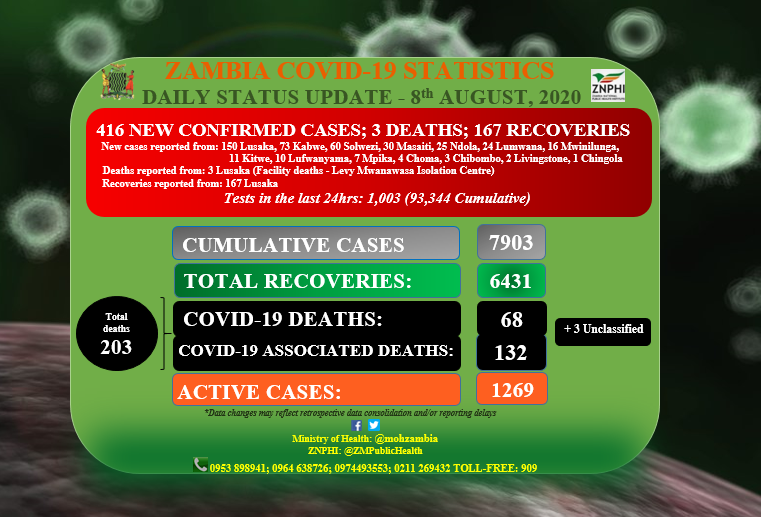 ZAMBIA COVID-19 STATISTICS
DAILY STATUS UPDATE - 8th AUGUST, 2020
ZNPHI
416 NEW CONFIRMED CASES; 3 DEATHS; 167 RECOVERIES
New cases reported from: 150 Lusaka, 73 Kabwe, 60 Solwezi, 30 Masaiti, 25 Ndola, 24 Lumwana, 16 Mwinilunga,
11 Kitwe, 10 Lufwanyama, 7 Mpika, 4 Choma, 3 Chibombo, 2 Livingstone, 1 Chingola
Deaths reported from: 3 Lusaka (Facility deaths - Levy Mwanawasa Isolation Centre)
Recoveries reported from: 167 Lusaka
Tests in the last 24hrs: 1,003 (93,344 Cumulative)
CUMULATIVE CASES 7903
TOTAL RECOVERIES: 6431
Total
deaths
203
COVID-19 DEATHS: 68
COVID-19 ASSOCIATED DEATHS: 132
+ 3 Unclassified
ACTIVE CASES: 1269
*Data changes may reflect retrospective data consolidation and/or reporting delays
Ministry of Health: @mohzambia
ZNPHI: @ZMPublicHealth
0953 898941; 0964 638726; 0974493553; 0211 269432 TOLL-FREE: 909